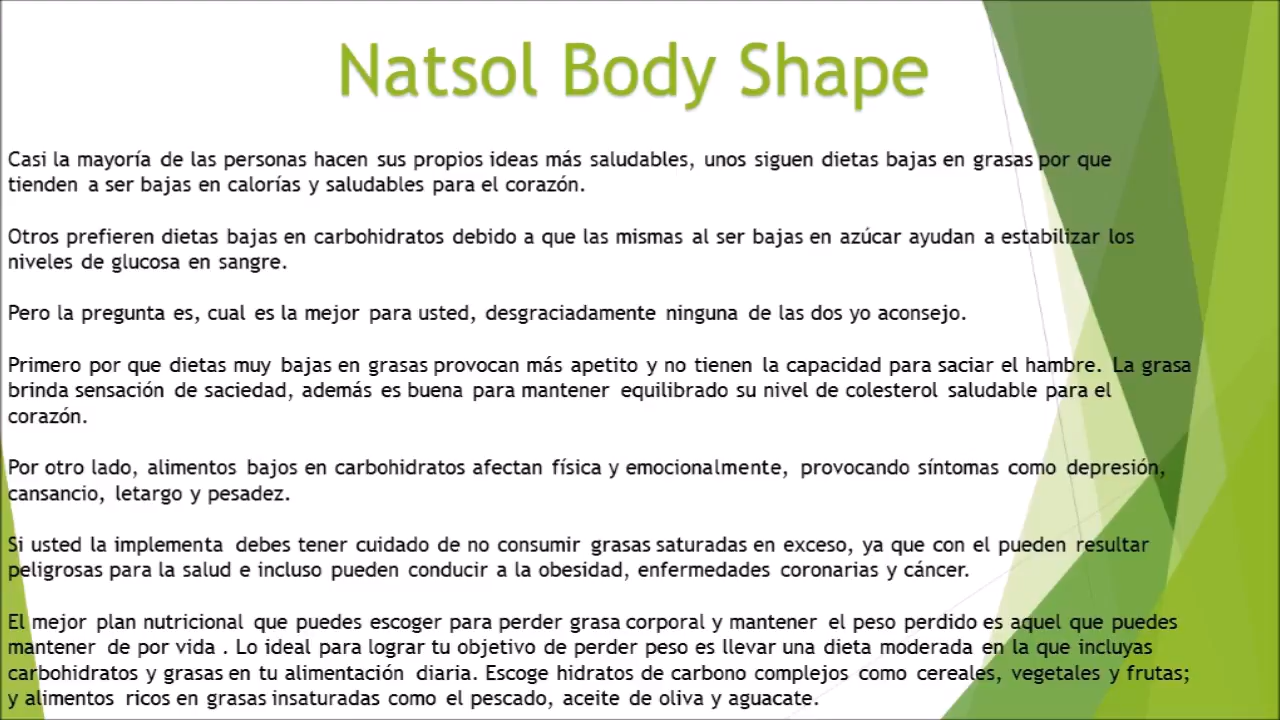 Natsol Body Shape
Casi la mayoría de las personas hacen sus propios ideas más saludables, unos siguen dietas bajas en grasas por que
tienden a ser bajas en calorías y saludables para el corazón.
Otros prefieren dietas bajas en carbohidratos debido a que las mismas al ser bajas en azúcar ayudan a estabilizar los
niveles de glucosa en sangre.
Pero la pregunta es, cual es la mejor para usted, desgraciadamente ninguna de las dos yo aconsejo.
Primero por que dietas muy bajas en grasas provocan más apetito y no tienen la capacidad para saciar el hambre. La grasa
brinda sensación de saciedad, además es buena para mantener equilibrado su nivel de colesterol saludable para el
corazón.
Por otro lado, alimentos bajos en carbohidratos afectan física y emocionalmente, provocando síntomas como depresión,
cansancio, letargo y pesadez.
Si usted la implementa debes tener cuidado de no consumir grasas saturadas en exceso, ya que con el pueden resultar
peligrosas para la salud e incluso pueden conducir a la obesidad, enfermedades coronarias y cáncer.
El mejor plan nutricional que puedes escoger para perder grasa corporal y mantener el peso perdido es aquel que puedes
mantener de por vida . Lo ideal para lograr tu objetivo de perder peso es llevar una dieta moderada en la que incluyas
carbohidratos y grasas en tu alimentación diaria. Escoge hidratos de carbono complejos como cereales, vegetales y frutas;
y alimentos ricos en grasas insaturadas como el pescado, aceite de oliva y aguacate.